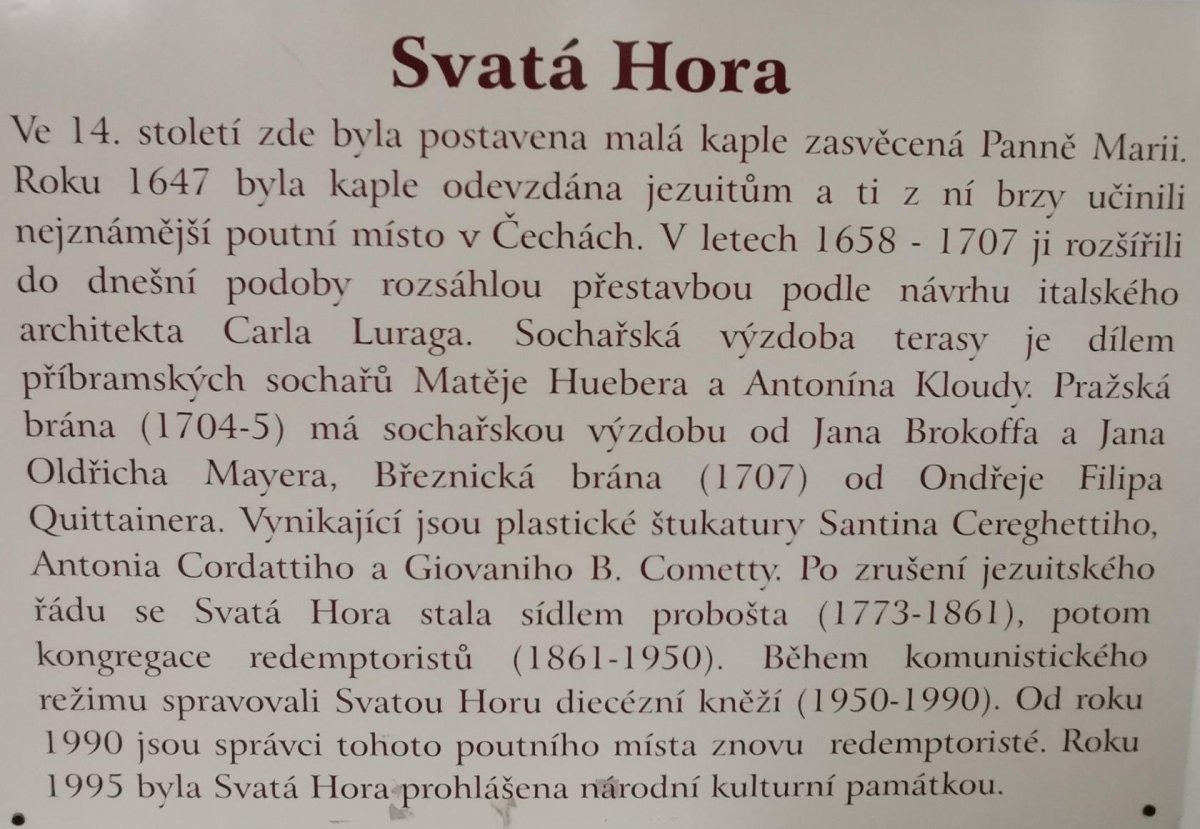 Svatá Hora
Ve 14. století zde byla postavena malá kaple zasvěcená Panně Marii.
Roku 1647 byla kaple odevzdána jezuitům a ti z ní brzy učinili
nejznámější poutní místo v Čechách. V letech 1658 - 1707 ji rozšířili
do dnešní podoby rozsáhlou přestavbou podle návrhu italského
architekta Carla Luraga. Sochařská výzdoba terasy je dílem
příbramských sochařů Matěje Huebera a Antonína Kloudy. Pražská
brána (1704-5) má sochařskou výzdobu od Jana Brokoffa a Jana
Oldřicha Mayera, Březnická brána (1707) od Ondřeje Filipa
Quittainera. Vynikající jsou plastické štukatury Santina Cereghettiho,
Antonia Cordattiho a Giovaniho B. Cometty. Po zrušení jezuitského
řádu se Svatá Hora stala sídlem probošta (1773-1861), potom
kongregace redemptoristů (1861-1950). Během komunistického
režimu spravovali Svatou Horu diecézní kněží (1950-1990). Od roku
1990 jsou správci tohoto poutního místa znovu redemptoristé. Roku
1995 byla Svatá Hora prohlášena národní kulturní památkou.